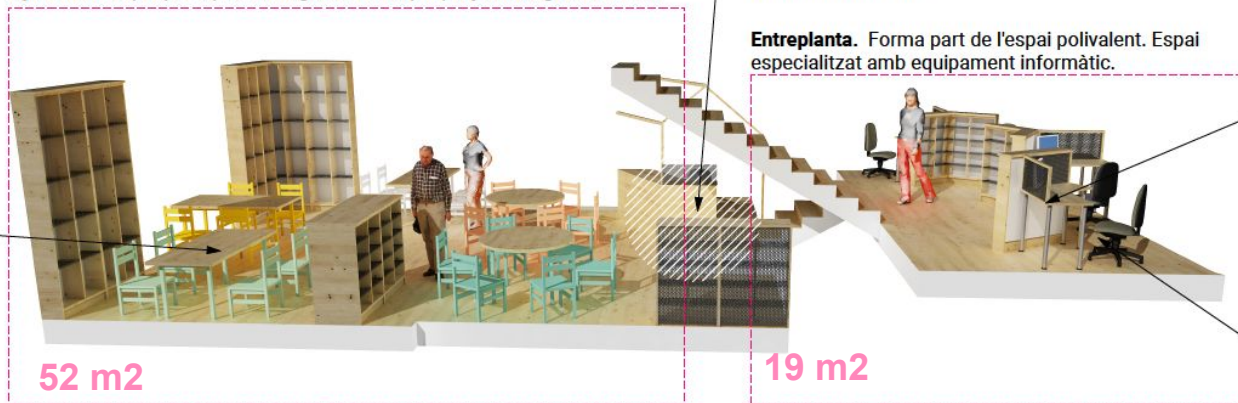 Entreplanta. Forma part de l'espai polivalent. Espai
especialitzat amb equipament informàtic.
52 m2
19 m2